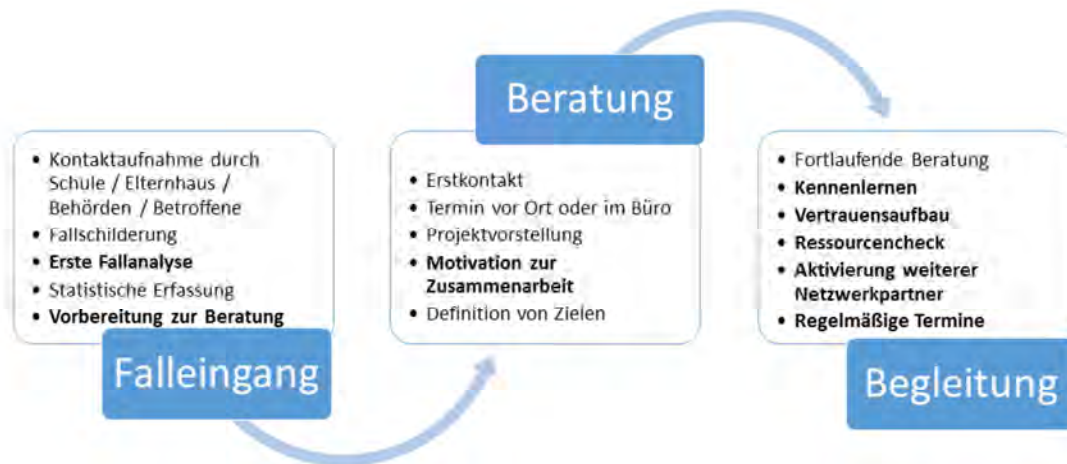 • Kontaktaufnahme durch
Schule / Elternhaus /
Behörden / Betroffene
• Fallschilderung
• Erste Fallanalyse
• Statistische Erfassung
• Vorbereitung zur Beratung
Falleingang
Beratung
• Erstkontakt
• Termin vor Ort oder im Büro
• Projektvorstellung
• Motivation zur
Zusammenarbeit
• Definition von Zielen
• Fortlaufende Beratung
• Kennenlernen
• Vertrauensaufbau
• Ressourcencheck
• Aktivierung weiterer
Netzwerkpartner
• Regelmäßige Termine
Begleitung